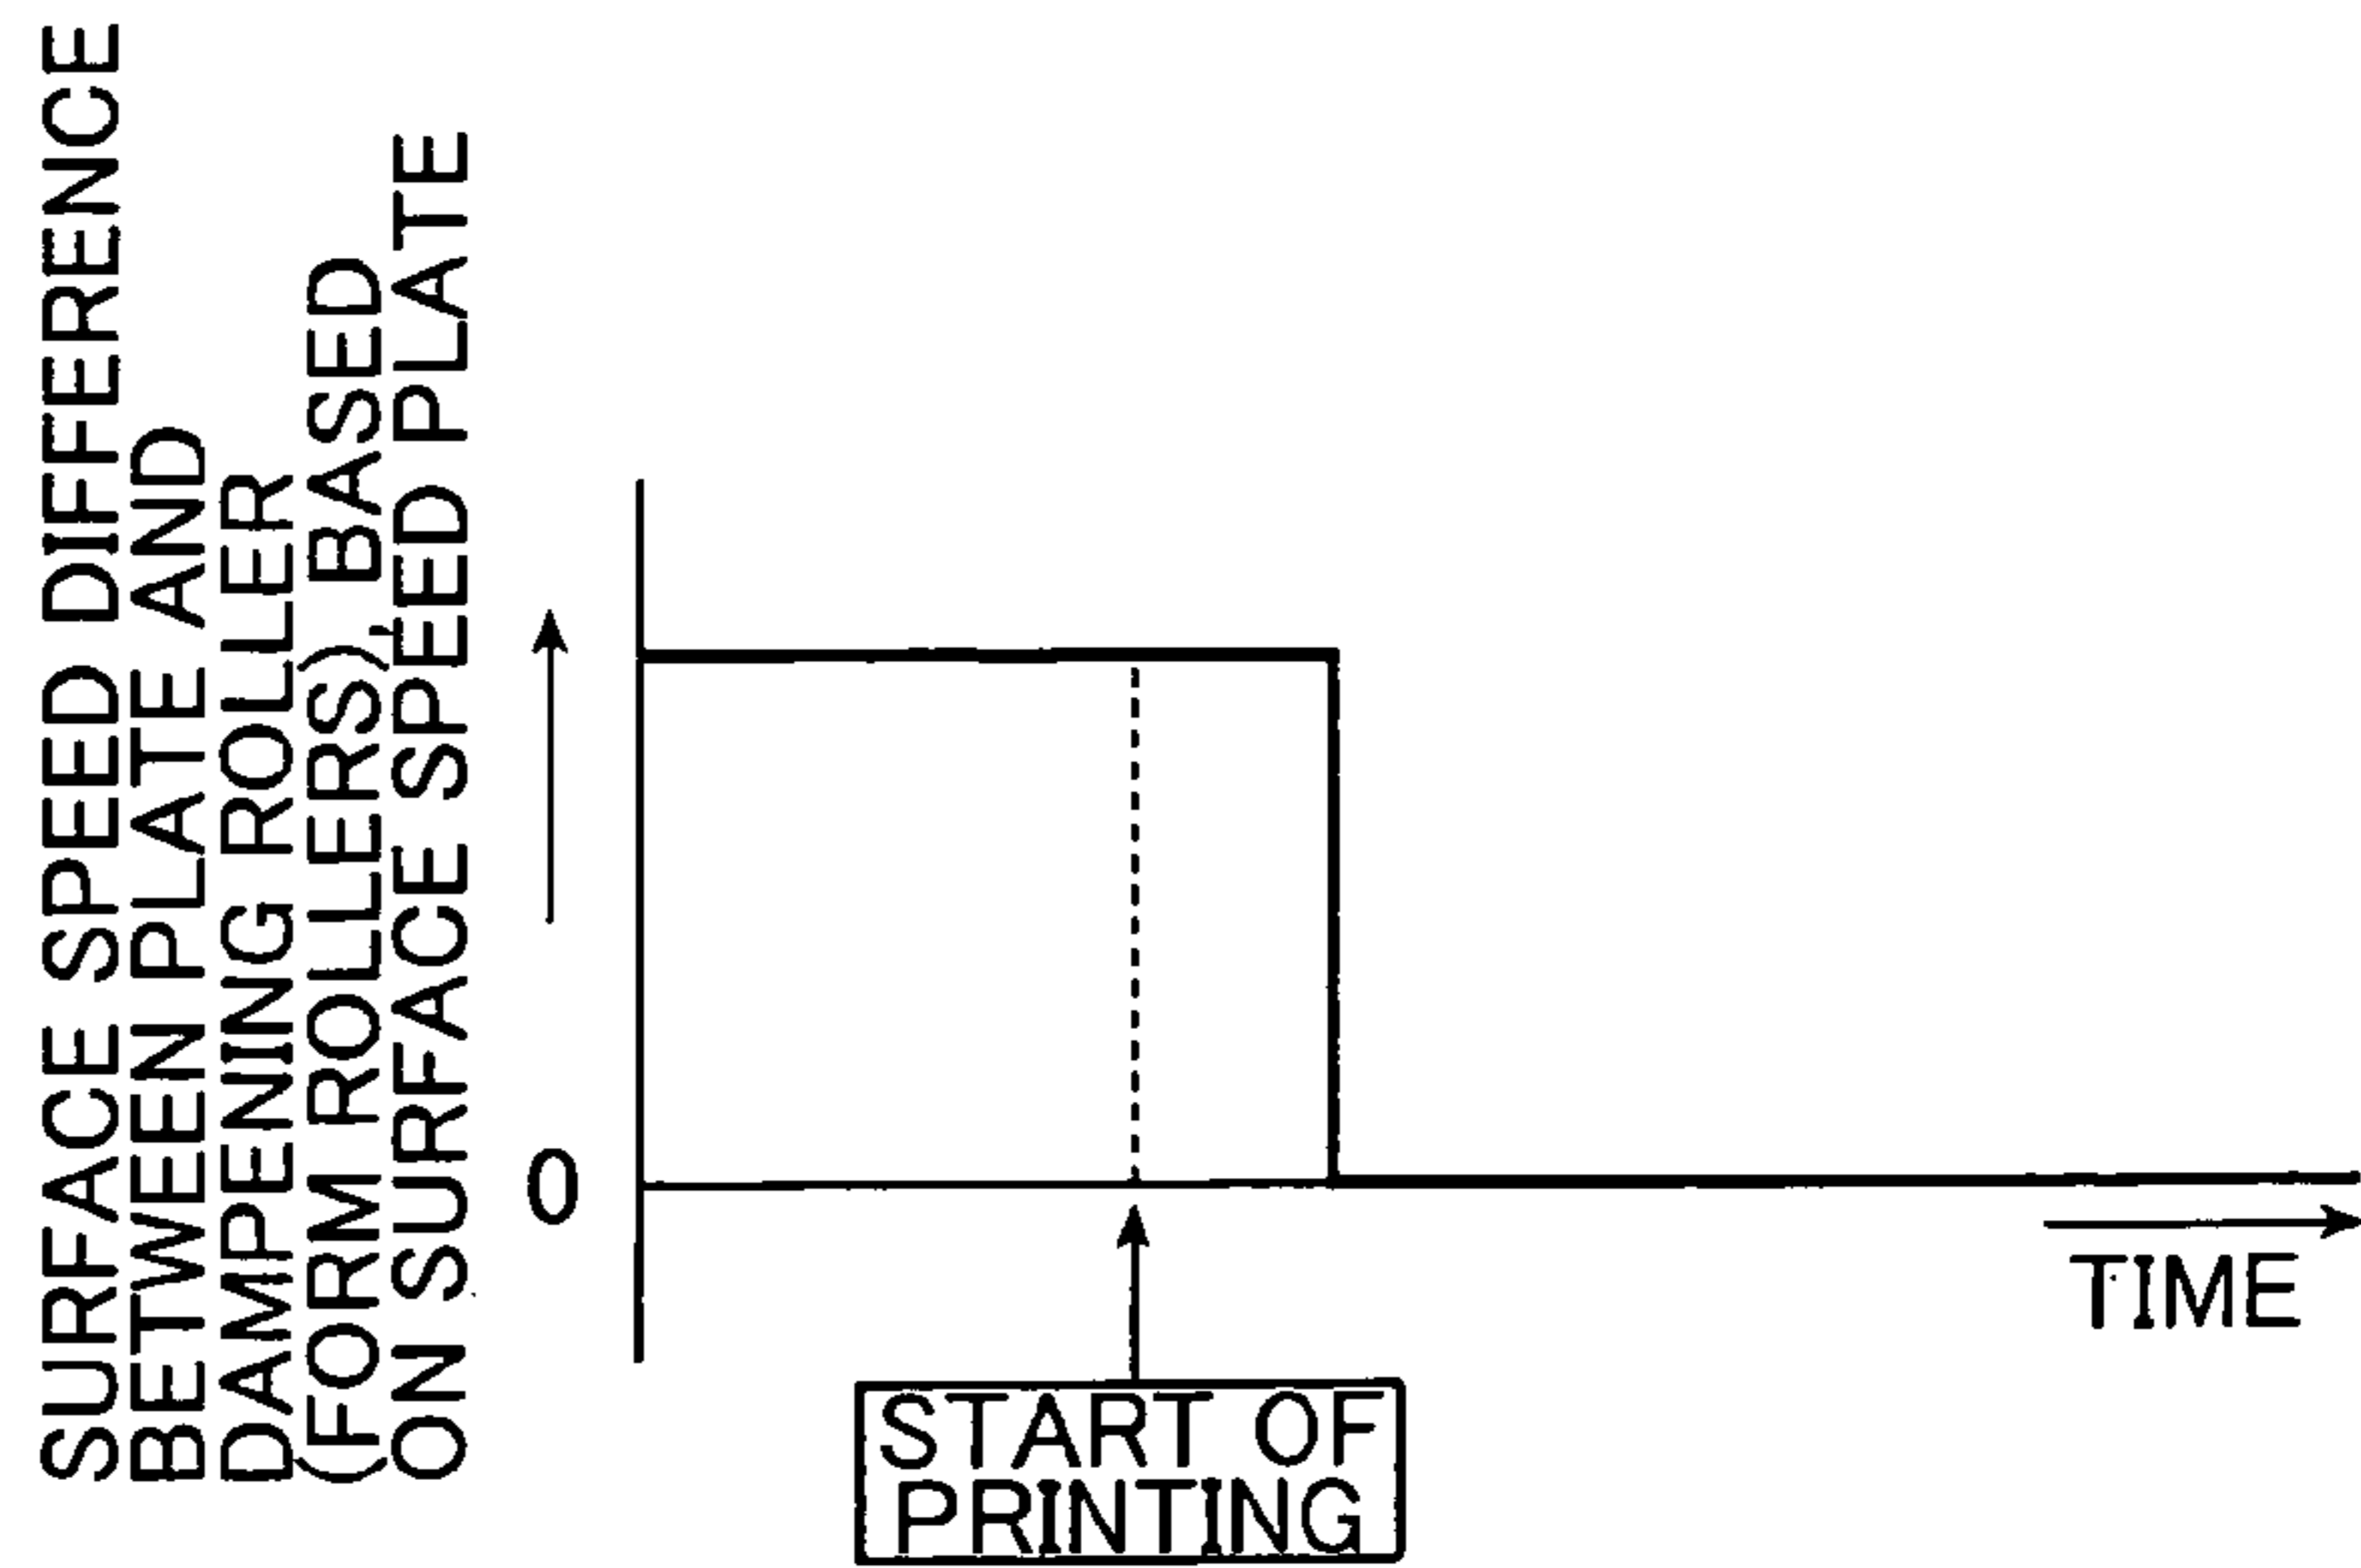 SURFACE SPEED DIFFERENCE
BETWEEN PLATE AND
DAMPENING ROLLER
(FORM ROLLERS), BASED
ON SURFACE SPEED PLATE
0
TIME
START OF
PRINTING